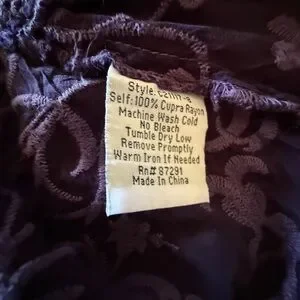 Style: C21117-B
Self: 100% Cupra Rayon
Machine Wash Cold
No Bleach
Tumble Dry Low
Remove Promptly
Warm Iron If Needed
Rn# 87291
Made In China